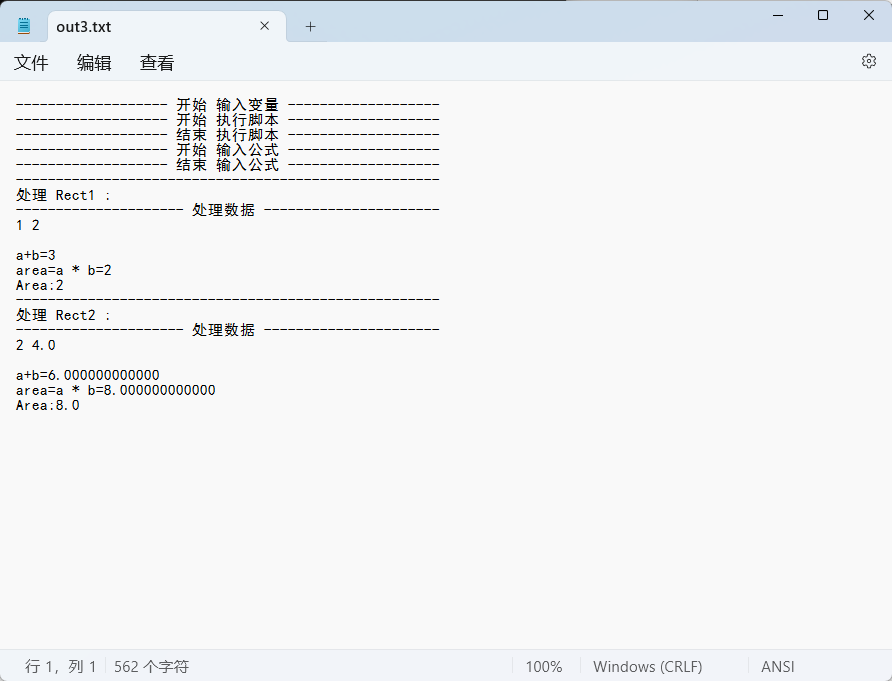 out3.txt
文件 编辑 查看
------------------- 开始 输入变量 -------------------
------------------- 开始 执行脚本 -------------------
------------------- 结束 执行脚本 -------------------
------------------- 开始 输入公式 -------------------
------------------- 结束 输入公式 -------------------
-----------------------------------------------------
处理 Rect1 :
--------------------- 处理数据 ----------------------
1 2
a+b=3
area=a * b=2
Area:2
-----------------------------------------------------
处理 Rect2 :
--------------------- 处理数据 ----------------------
2 4.0
a+b=6.000000000000
area=a * b=8.000000000000
Area:8.0
行 1，列 1 562 个字符 100% Windows (CRLF) ANSI